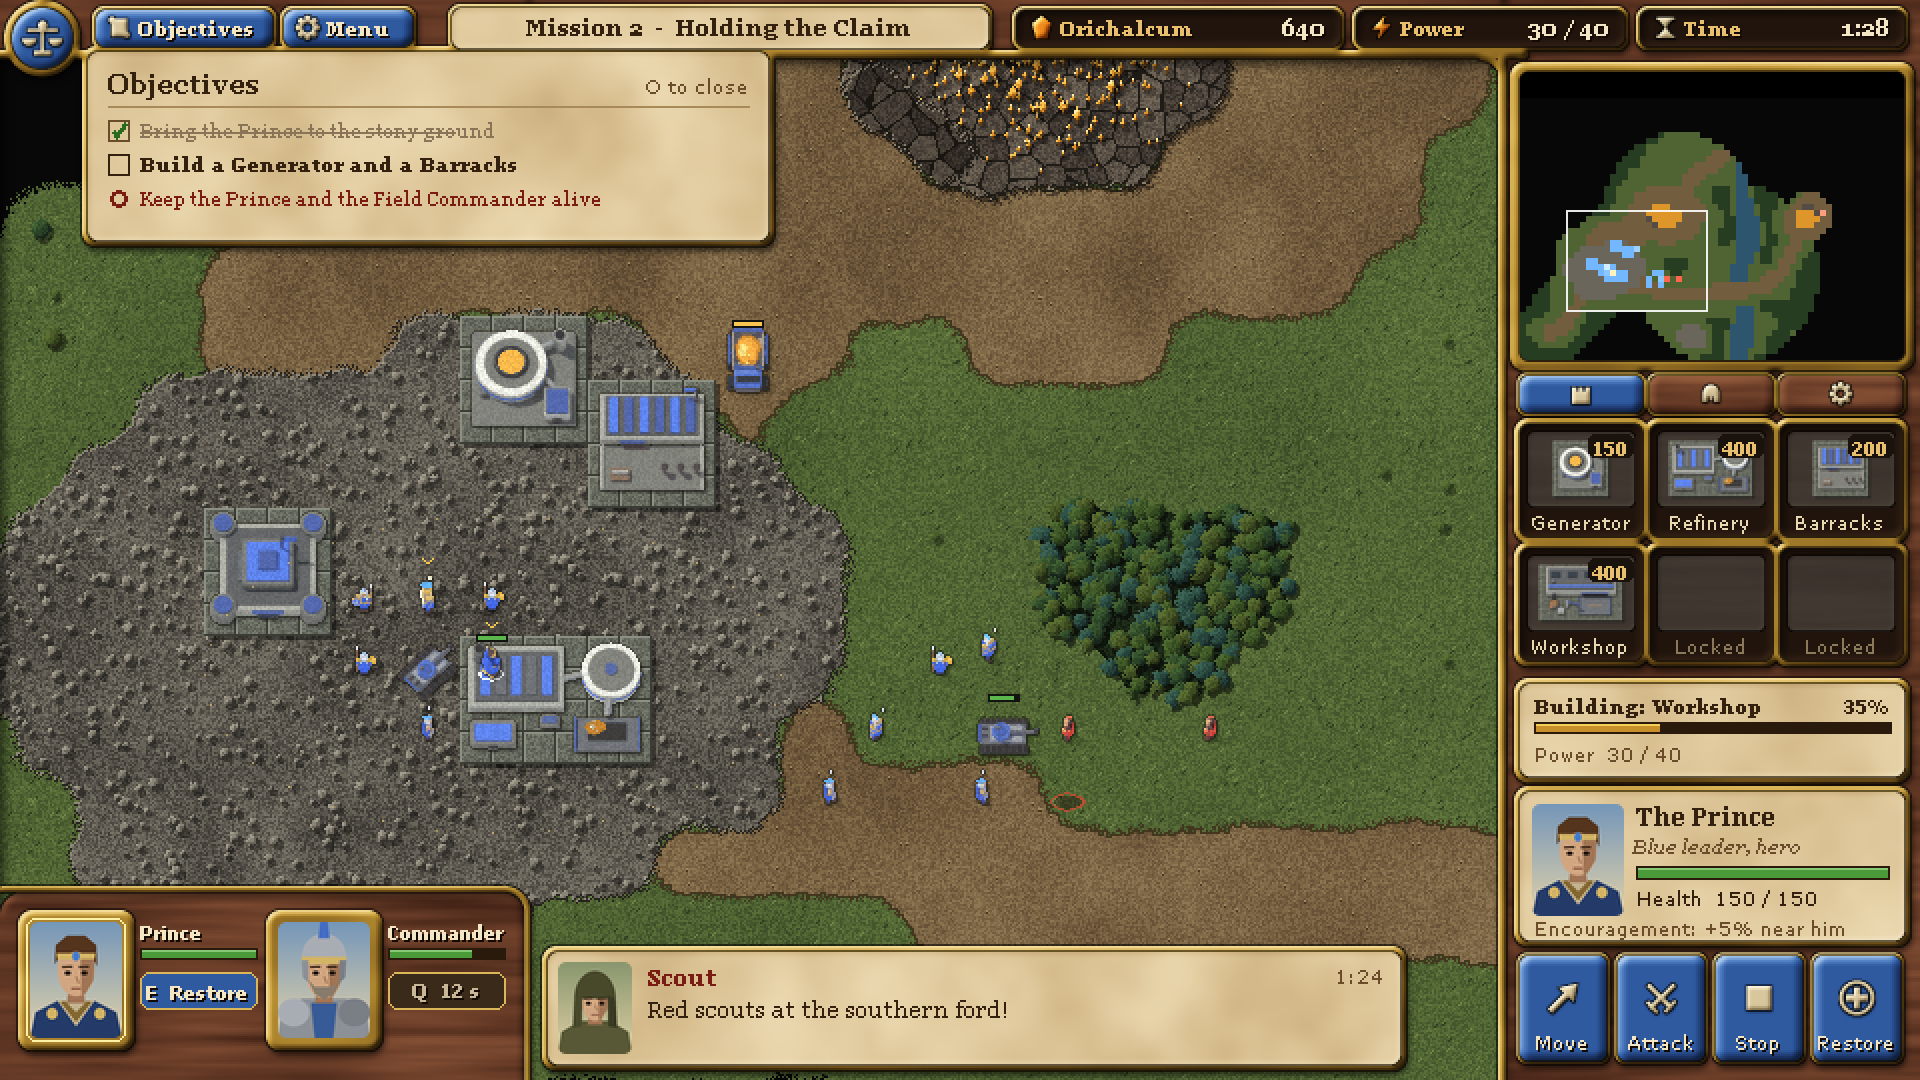 Objectives
Menu
Mission 2 - Holding the Claim
Orichalcum 640
Power 30 / 40
Time 1:28
Objectives
O to close
Bring the Prince to the stony ground
Build a Generator and a Barracks
Keep the Prince and the Field Commander alive
150
Generator
400
Refinery
200
Barracks
400
Workshop
Locked
Locked
Building: Workshop 35%
Power 30 / 40
The Prince
Blue leader, hero
Health 150 / 150
Encouragement: +5% near him
Prince
E Restore
Commander
Q 12 s
Scout 1:24
Red scouts at the southern ford!
Move
Attack
Stop
Restore